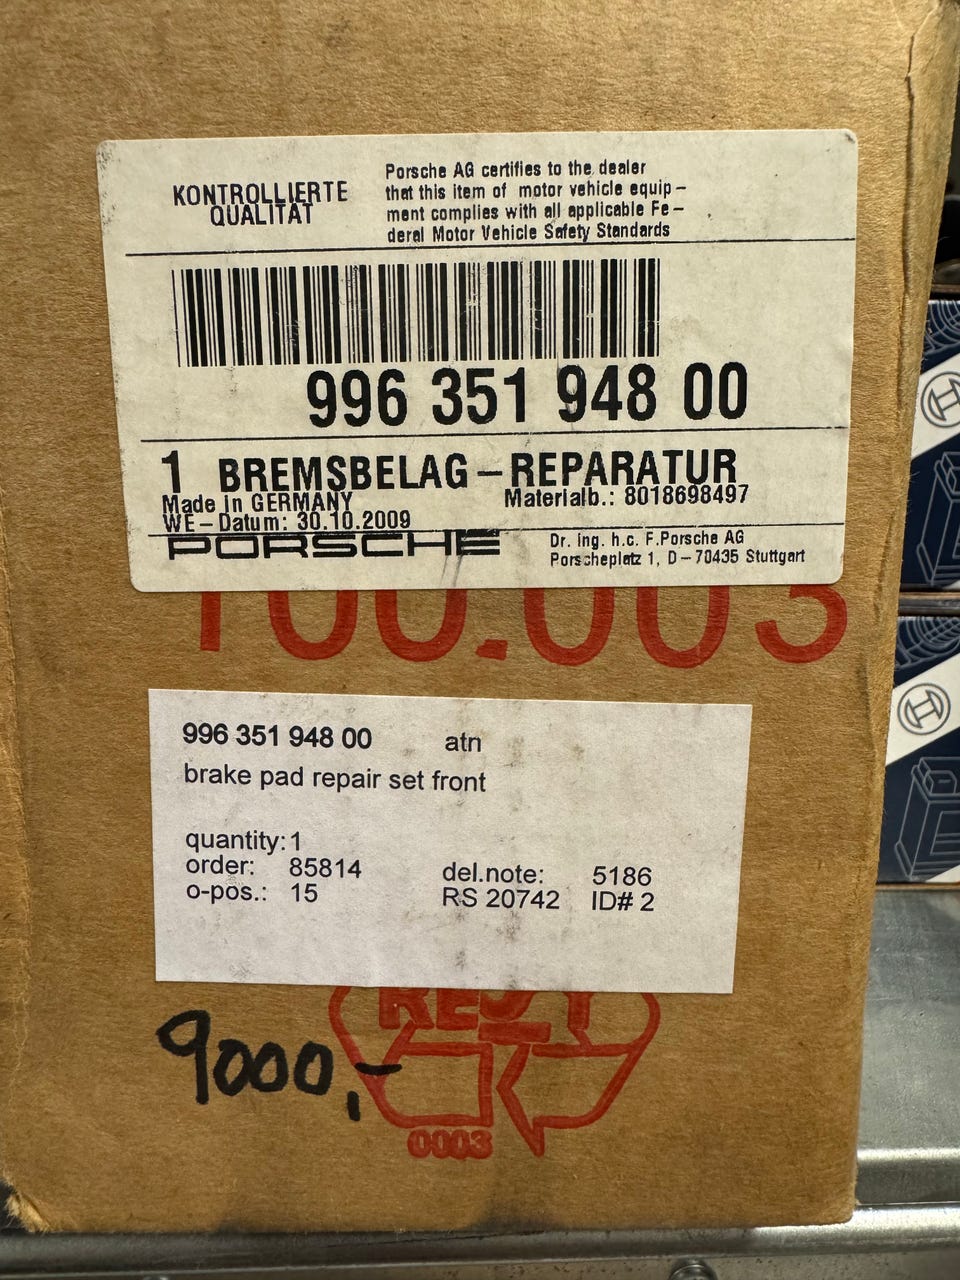 KONTROLLIERTE
QUALITÄT
Porsche AG certifies to the dealer
that this item of motor vehicle equip-
ment complies with all applicable Fe-
deral Motor Vehicle Safety Standards
996 351 948 00
1 BREMSBELAG-REPARATUR
Made in GERMANY Materialb.: 8018698497
WE-Datum: 30.10.2009
PORSCHE
Dr. ing. h.c. F.Porsche AG
Porscheplatz 1, D-70435 Stuttgart
100.003
996 351 948 00 atn
brake pad repair set front
quantity: 1
order: 85814 del.note: 5186
o-pos.: 15 RS 20742 ID# 2
RESY
9000,-
0003